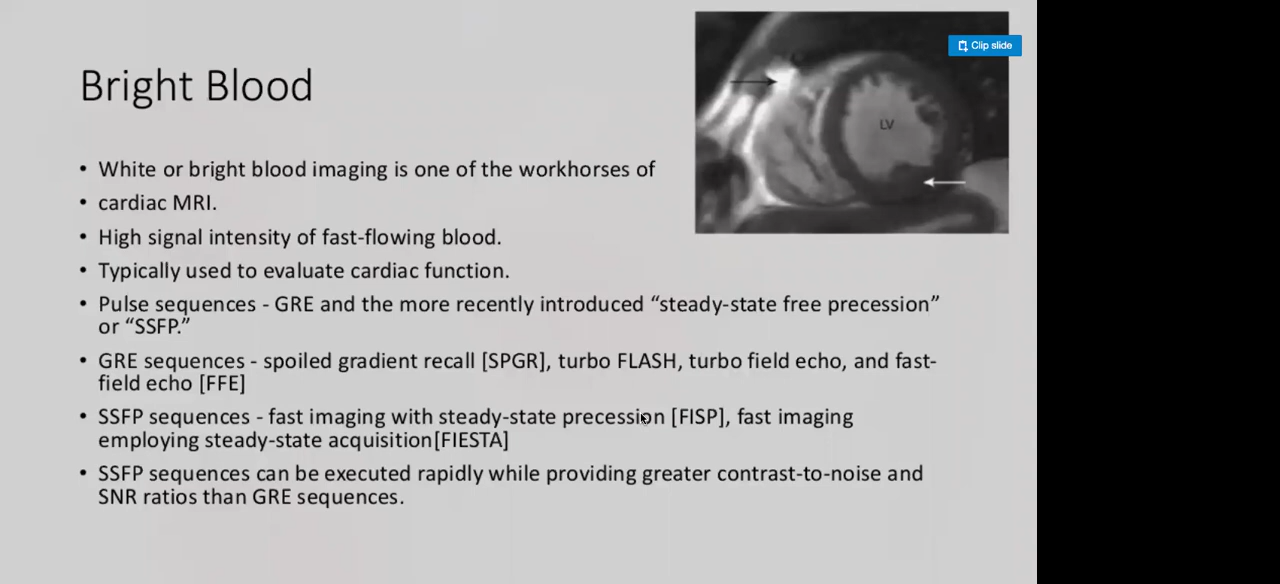 Clip slide
Bright Blood
LV
• White or bright blood imaging is one of the workhorses of
• cardiac MRI.
• High signal intensity of fast-flowing blood.
• Typically used to evaluate cardiac function.
• Pulse sequences - GRE and the more recently introduced “steady-state free precession”
or “SSFP.”
• GRE sequences - spoiled gradient recall [SPGR], turbo FLASH, turbo field echo, and fast-
field echo [FFE]
• SSFP sequences - fast imaging with steady-state precession [FISP], fast imaging
employing steady-state acquisition[FIESTA]
• SSFP sequences can be executed rapidly while providing greater contrast-to-noise and
SNR ratios than GRE sequences.